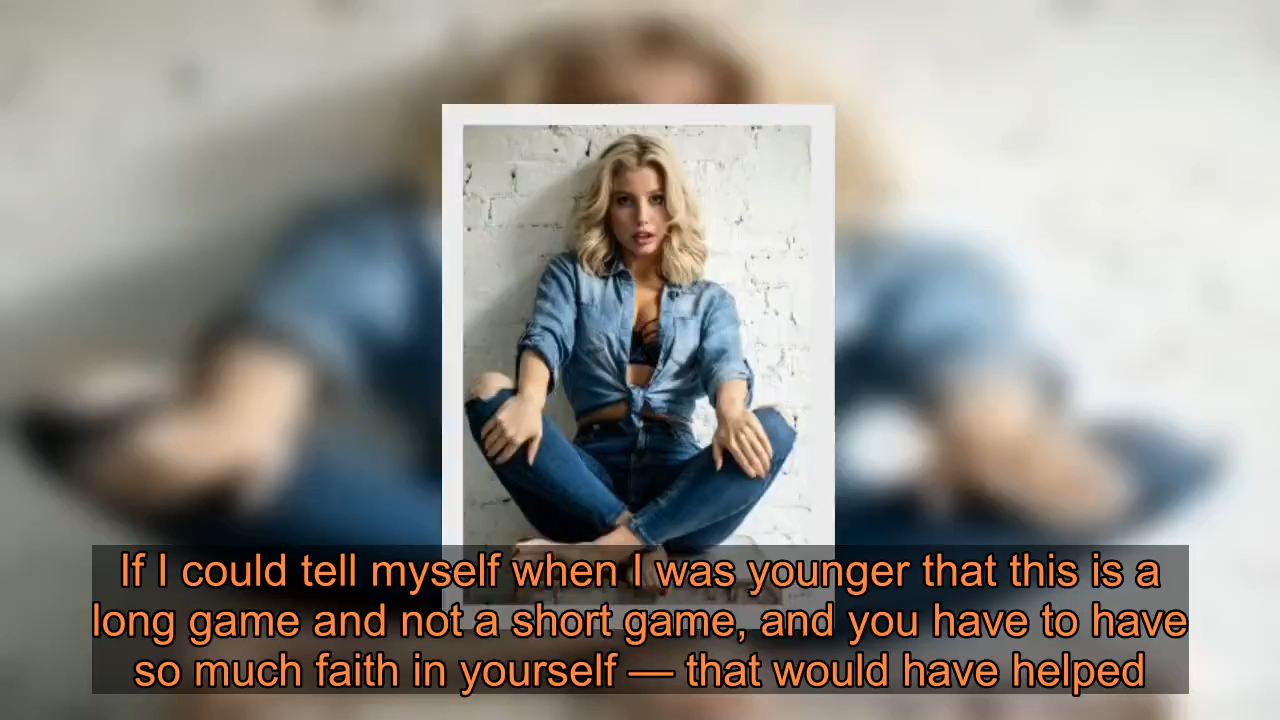 If I could tell myself when I was younger that this is a
long game and not a short game, and you have to have
so much faith in yourself — that would have helped